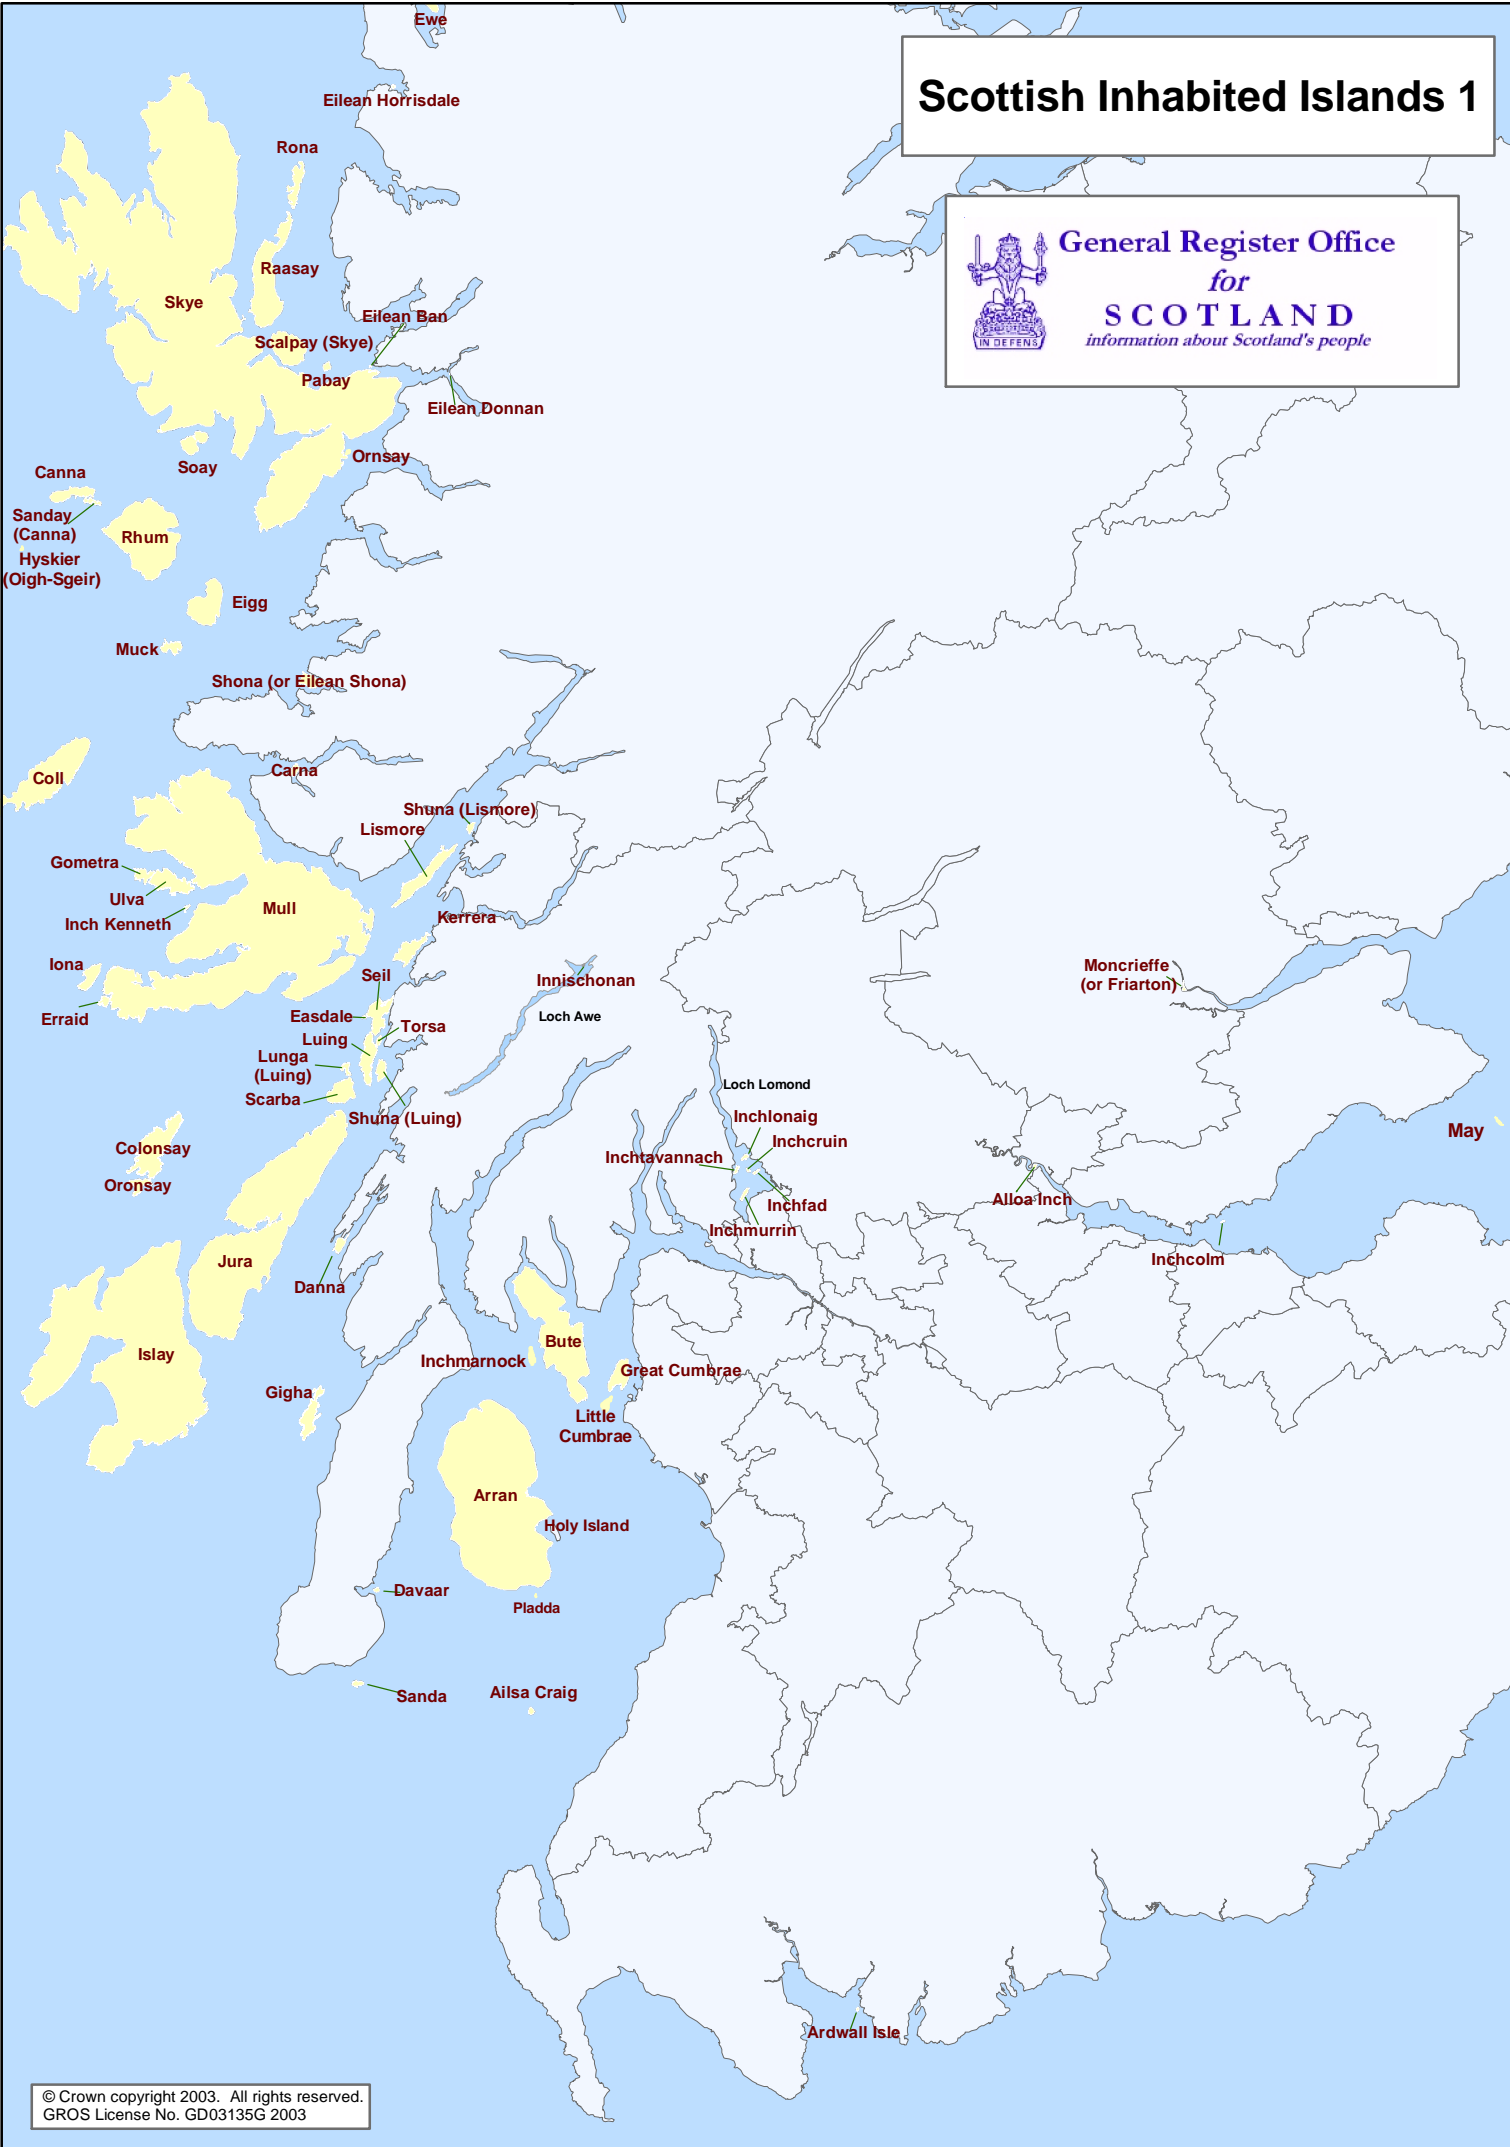 Ewe
Scottish Inhabited Islands 1
Eilean Horrisdale
Rona
General Register Office
for
SCOTLAND
information about Scotland's people
IN DEFENS
Raasay
Skye
Eilean Ban
Scalpay (Skye)
Pabay
Eilean Donnan
Ornsay
Soay
Canna
Sanday
(Canna)
Rhum
Hyskier
(Oigh-Sgeir)
Eigg
Muck
Shona (or Eilean Shona)
Carna
Coll
Shuna (Lismore)
Lismore
Gometra
Ulva
Inch Kenneth
Mull
Kerrera
Iona
Seil
Innischonan
Moncrieffe
(or Friarton)
Erraid
Easdale
Loch Awe
Torsa
Luing
Lunga
(Luing)
Loch Lomond
Scarba
Shuna (Luing)
Inchlonaig
Inchcruin
May
Colonsay
Inchtavannach
Oronsay
Alloa Inch
Inchfad
Inchmurrin
Jura
Inchcolm
Danna
Bute
Islay
Inchmarnock
Great Cumbrae
Gigha
Little
Cumbrae
Arran
Holy Island
Davaar
Pladda
Sanda
Ailsa Craig
Ardwall Isle
© Crown copyright 2003. All rights reserved.
GROS License No. GD03135G 2003